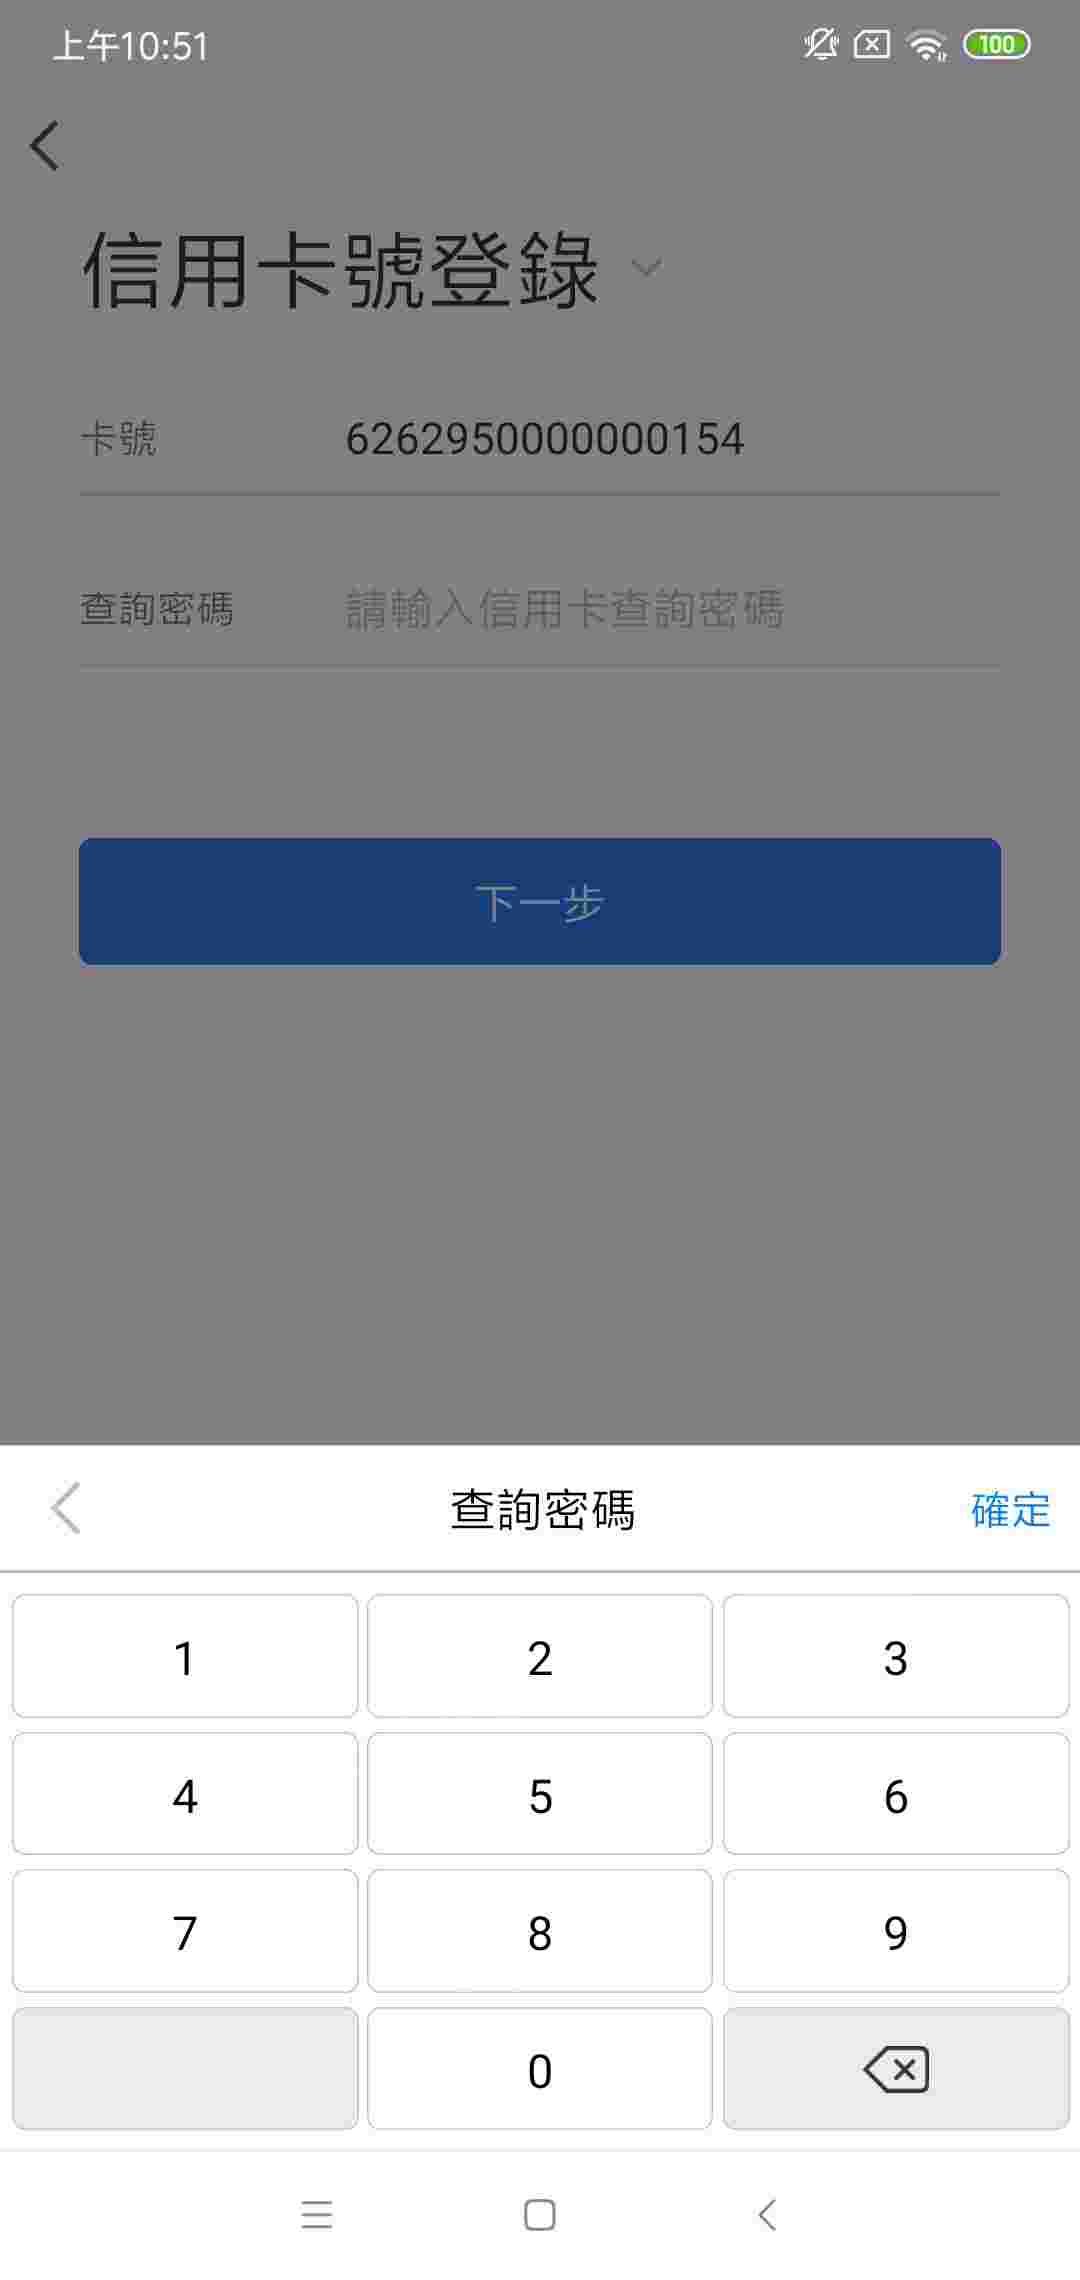 上午10:51
100
信用卡號登錄
卡號 6262950000000154
查詢密碼 請輸入信用卡查詢密碼
下一步
查詢密碼 確定
1 2 3
4 5 6
7 8 9
0